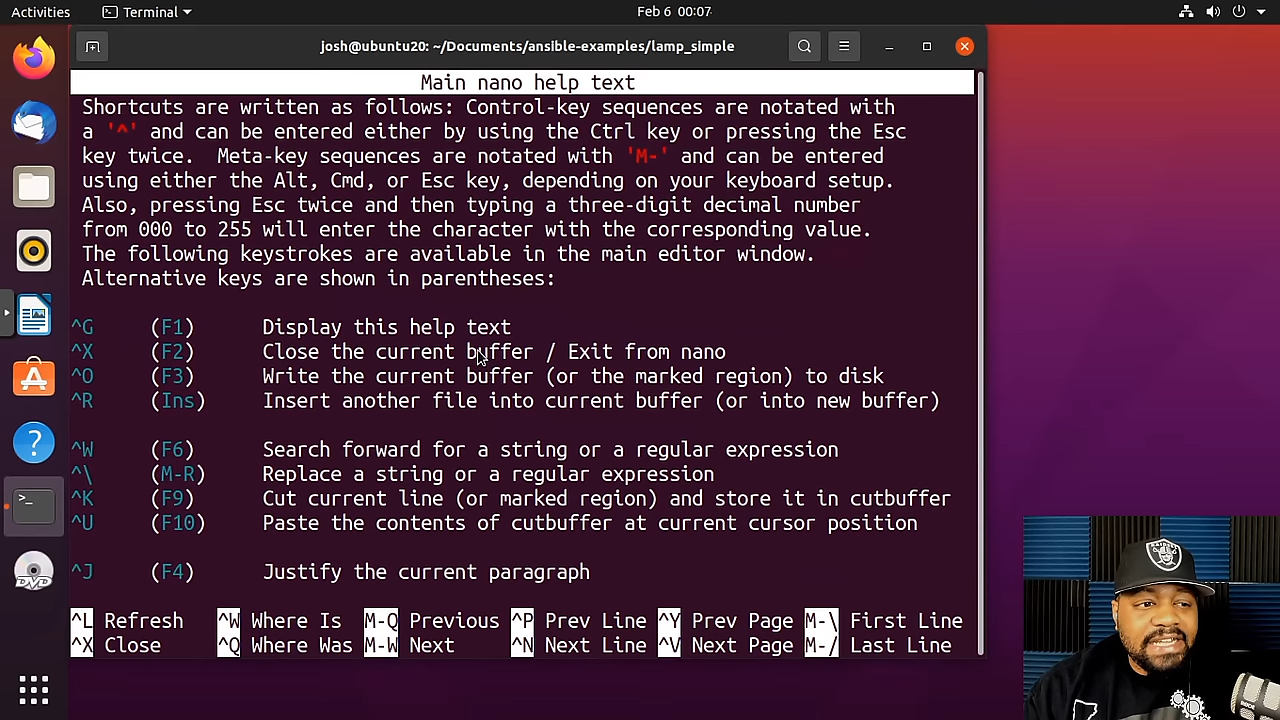 Activities
Terminal
Feb 6 00:07
josh@ubuntu20: ~/Documents/ansible-examples/lamp_simple
Main nano help text
Shortcuts are written as follows: Control-key sequences are notated with
a '^' and can be entered either by using the Ctrl key or pressing the Esc
key twice.  Meta-key sequences are notated with 'M-' and can be entered
using either the Alt, Cmd, or Esc key, depending on your keyboard setup.
Also, pressing Esc twice and then typing a three-digit decimal number
from 000 to 255 will enter the character with the corresponding value.
The following keystrokes are available in the main editor window.
Alternative keys are shown in parentheses:
^G (F1) Display this help text
^X (F2) Close the current buffer / Exit from nano
^O (F3) Write the current buffer (or the marked region) to disk
^R (Ins) Insert another file into current buffer (or into new buffer)
^W (F6) Search forward for a string or a regular expression
^\ (M-R) Replace a string or a regular expression
^K (F9) Cut current line (or marked region) and store it in cutbuffer
^U (F10) Paste the contents of cutbuffer at current cursor position
^J (F4) Justify the current paragraph
^L Refresh ^W Where Is M-Q Previous ^P Prev Line ^Y Prev Page M-\ First Line
^X Close ^Q Where Was M-W Next ^N Next Line ^V Next Page M-/ Last Line
DVD
RAIDERS